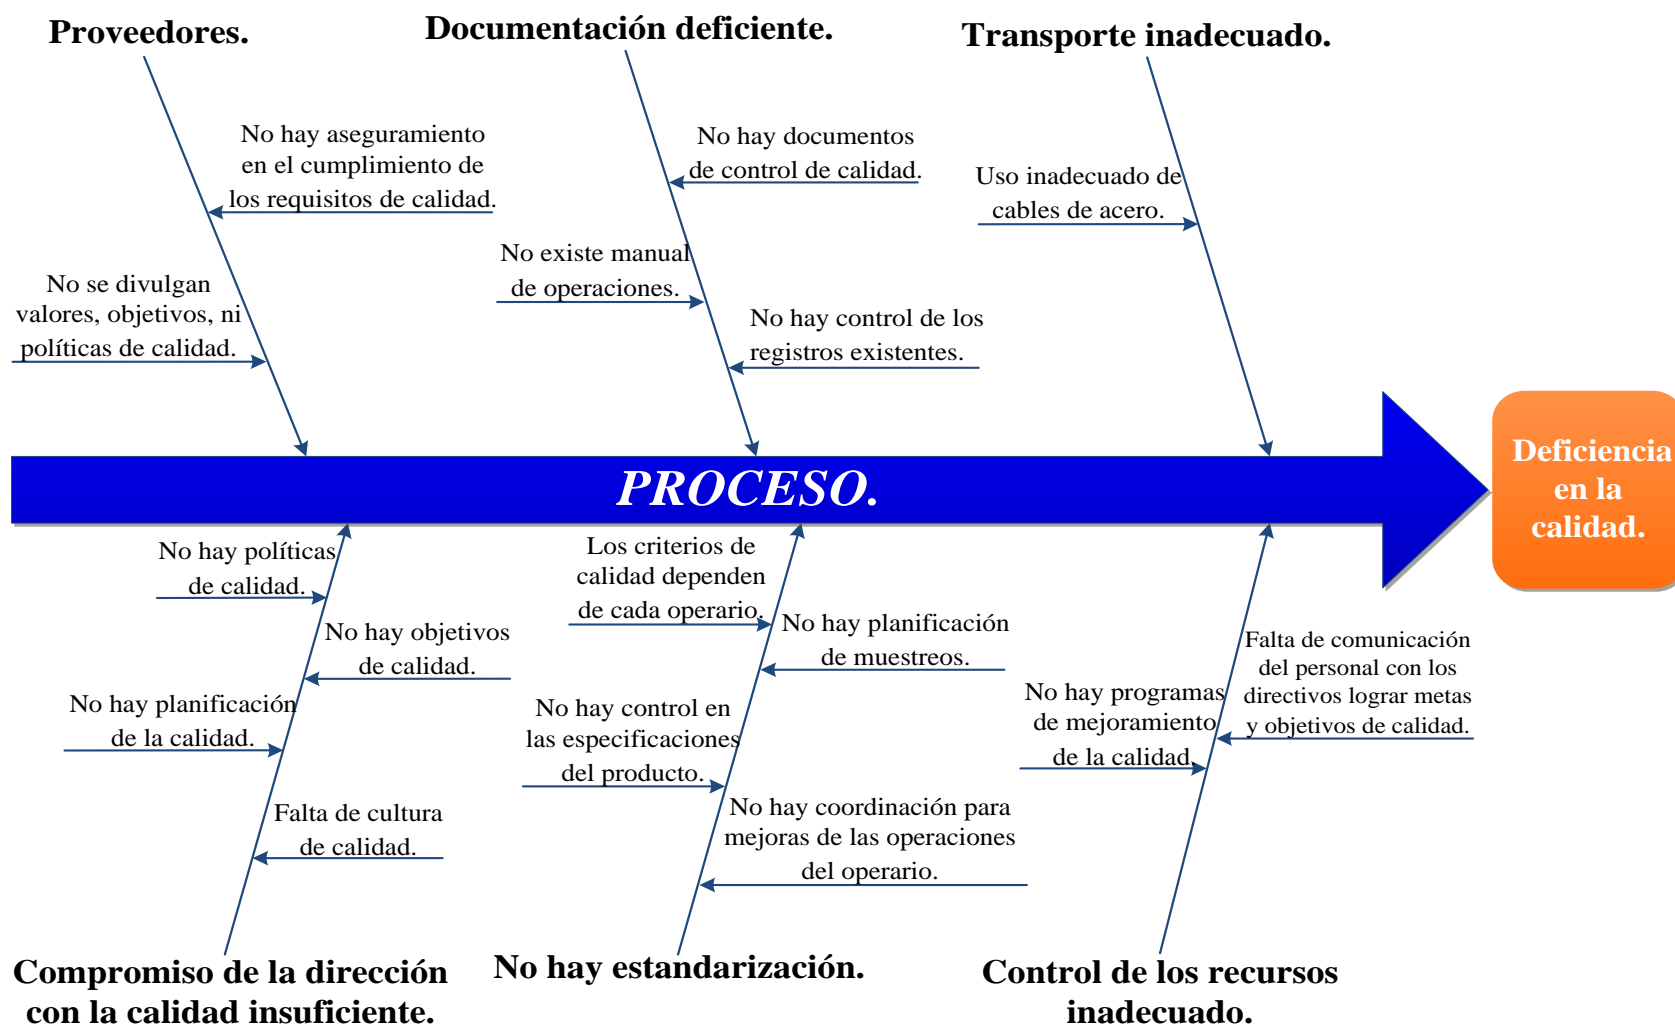 Proveedores.
Documentación deficiente.
Transporte inadecuado.
No hay aseguramiento
en el cumplimiento de
los requisitos de calidad.
No se divulgan
valores, objetivos, ni
políticas de calidad.
No hay documentos
de control de calidad.
No existe manual
de operaciones.
No hay control de los
registros existentes.
Uso inadecuado de
cables de acero.
PROCESO.
Deficiencia
en la
calidad.
No hay políticas
de calidad.
No hay objetivos
de calidad.
No hay planificación
de la calidad.
Falta de cultura
de calidad.
Los criterios de
calidad dependen
de cada operario.
No hay planificación
de muestreos.
No hay control en
las especificaciones
del producto.
No hay coordinación para
mejoras de las operaciones
del operario.
Falta de comunicación
del personal con los
directivos lograr metas
y objetivos de calidad.
No hay programas
de mejoramiento
de la calidad.
Compromiso de la dirección
con la calidad insuficiente.
No hay estandarización.
Control de los recursos
inadecuado.